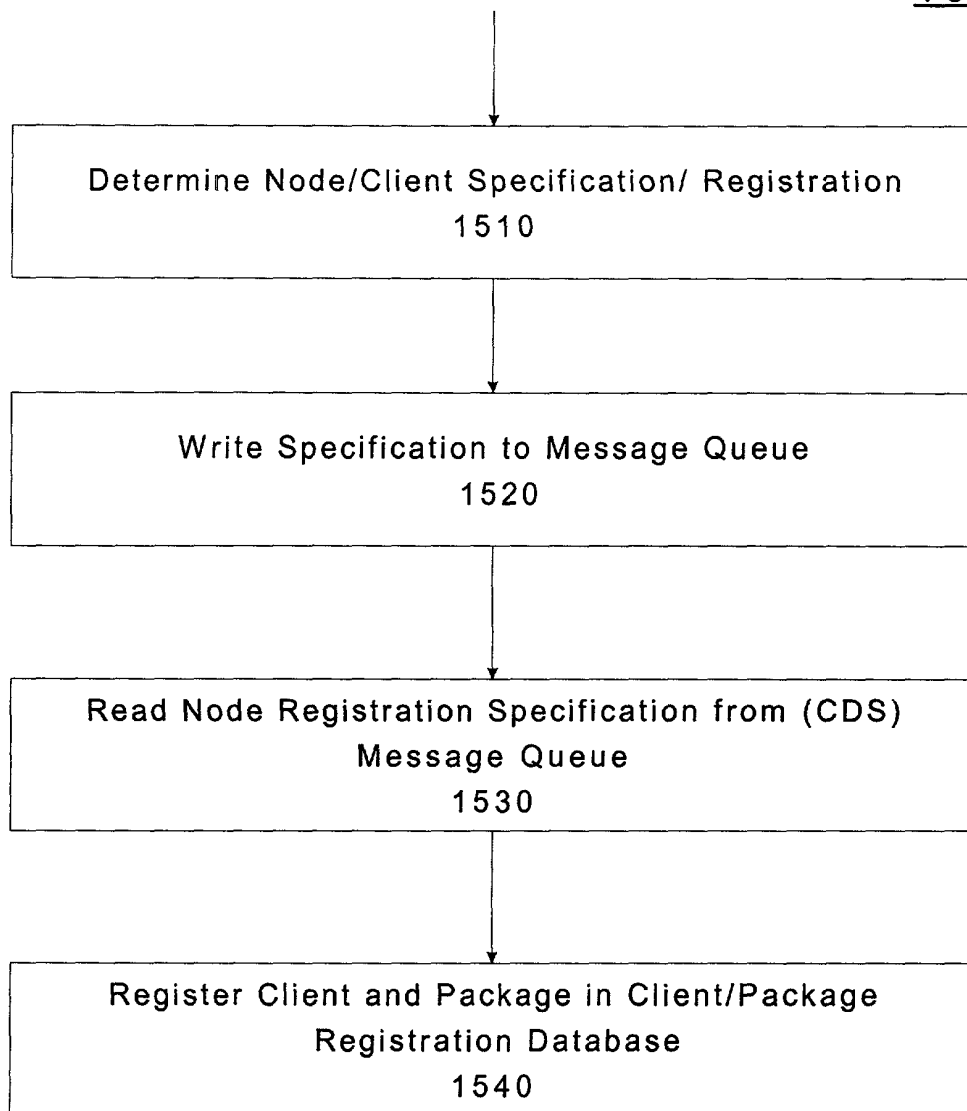 Determine Node/Client Specification/ Registration
1510
Write Specification to Message Queue
1520
Read Node Registration Specification from (CDS)
Message Queue
1530
Register Client and Package in Client/Package
Registration Database
1540